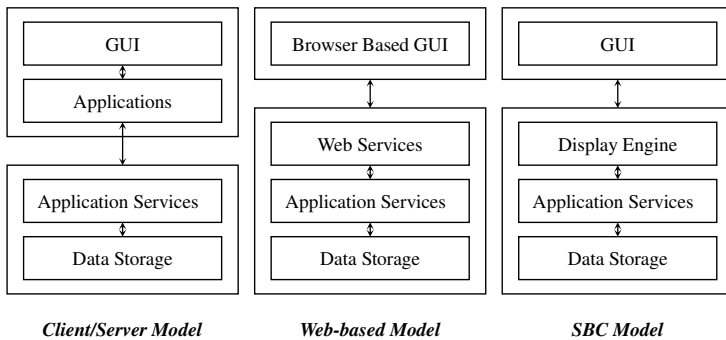 GUI
Applications
Application Services
Data Storage
Client/Server Model
Browser Based GUI
Web Services
Application Services
Data Storage
Web-based Model
GUI
Display Engine
Application Services
Data Storage
SBC Model